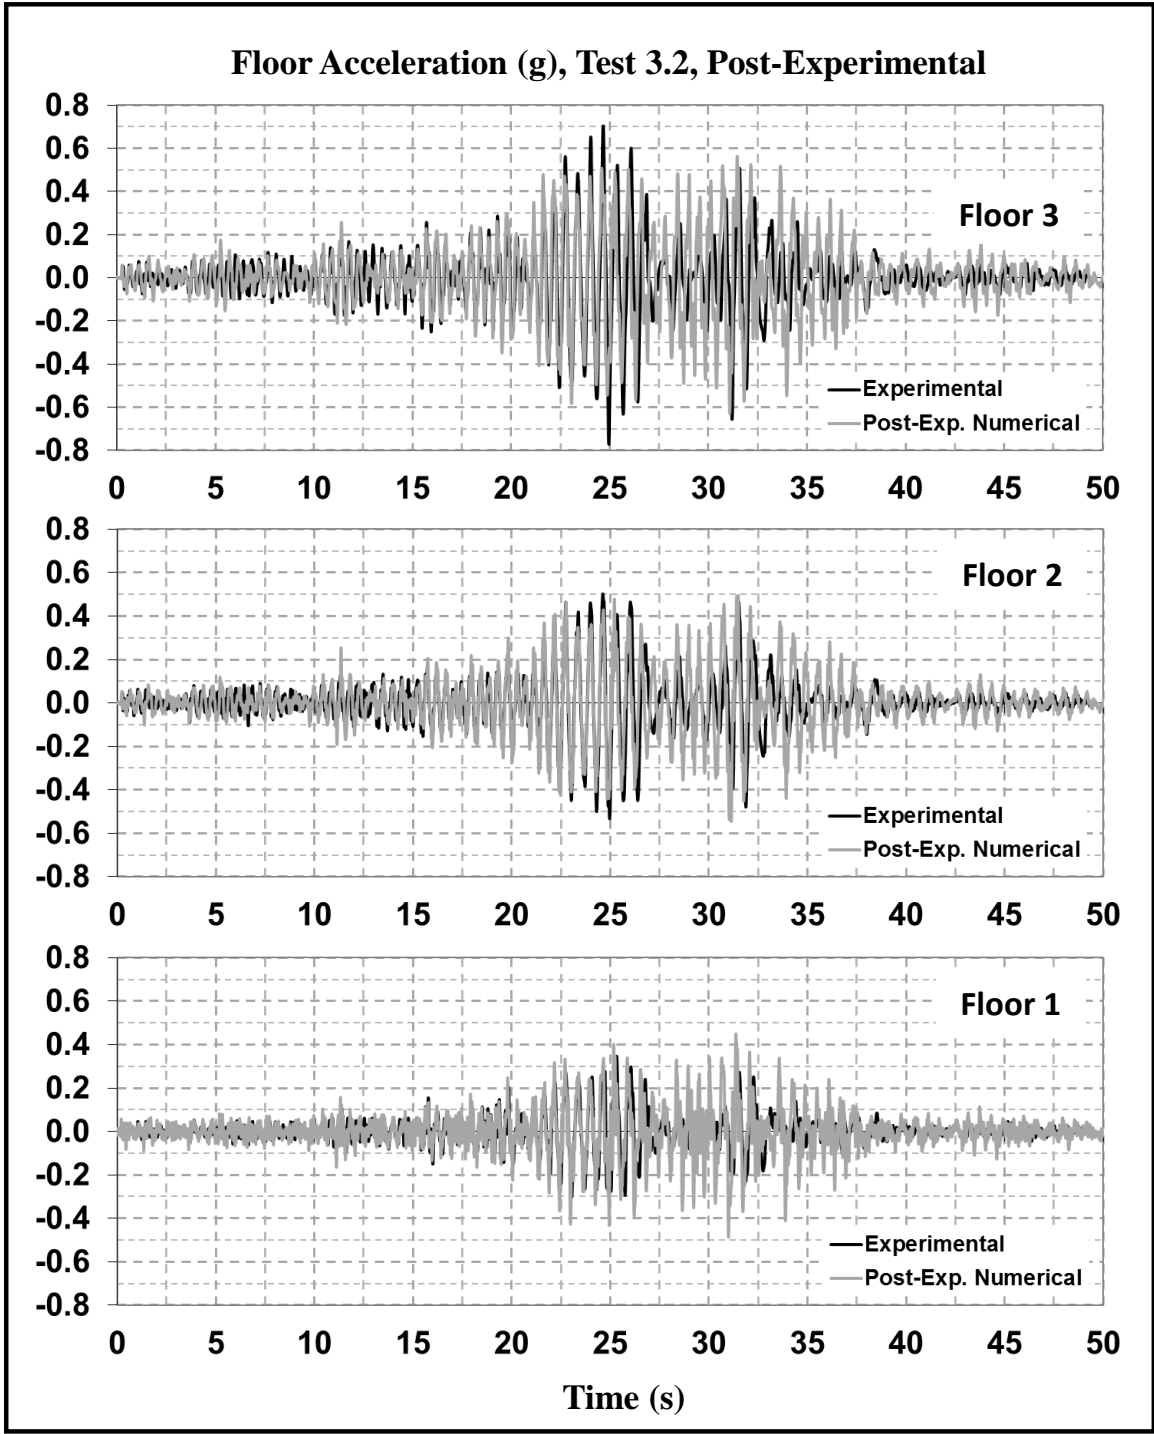 Floor Acceleration (g), Test 3.2, Post-Experimental
0.8
0.6
0.4
0.2
0.0
-0.2
-0.4
-0.6
-0.8
Floor 3
Experimental
Post-Exp. Numerical
0 5 10 15 20 25 30 35 40 45 50
0.8
0.6
0.4
0.2
0.0
-0.2
-0.4
-0.6
-0.8
Floor 2
Experimental
Post-Exp. Numerical
0 5 10 15 20 25 30 35 40 45 50
0.8
0.6
0.4
0.2
0.0
-0.2
-0.4
-0.6
-0.8
Floor 1
Experimental
Post-Exp. Numerical
0 5 10 15 20 25 30 35 40 45 50
Time (s)